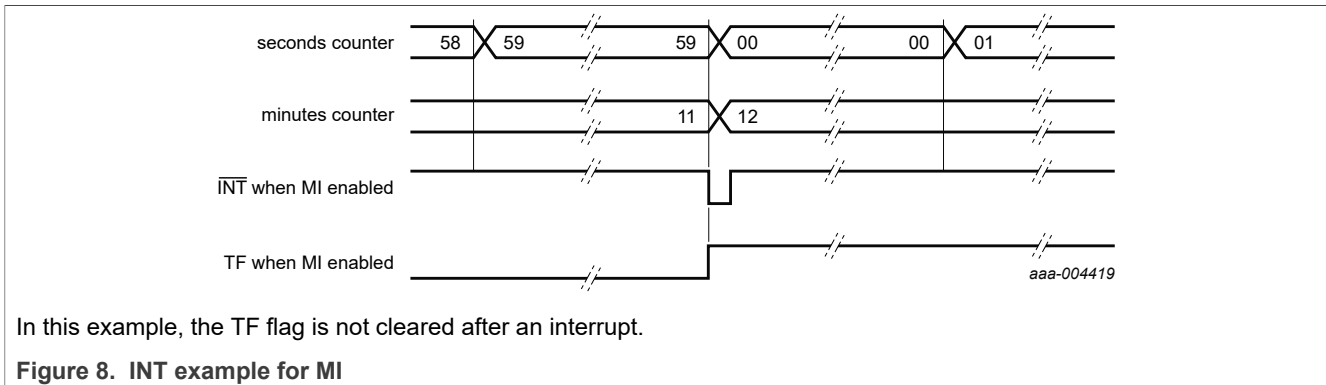 seconds counter 58 59 59 00 00 01
minutes counter 11 12
INT when MI enabled
TF when MI enabled
aaa-004419
In this example, the TF flag is not cleared after an interrupt.
Figure 8. INT example for MI